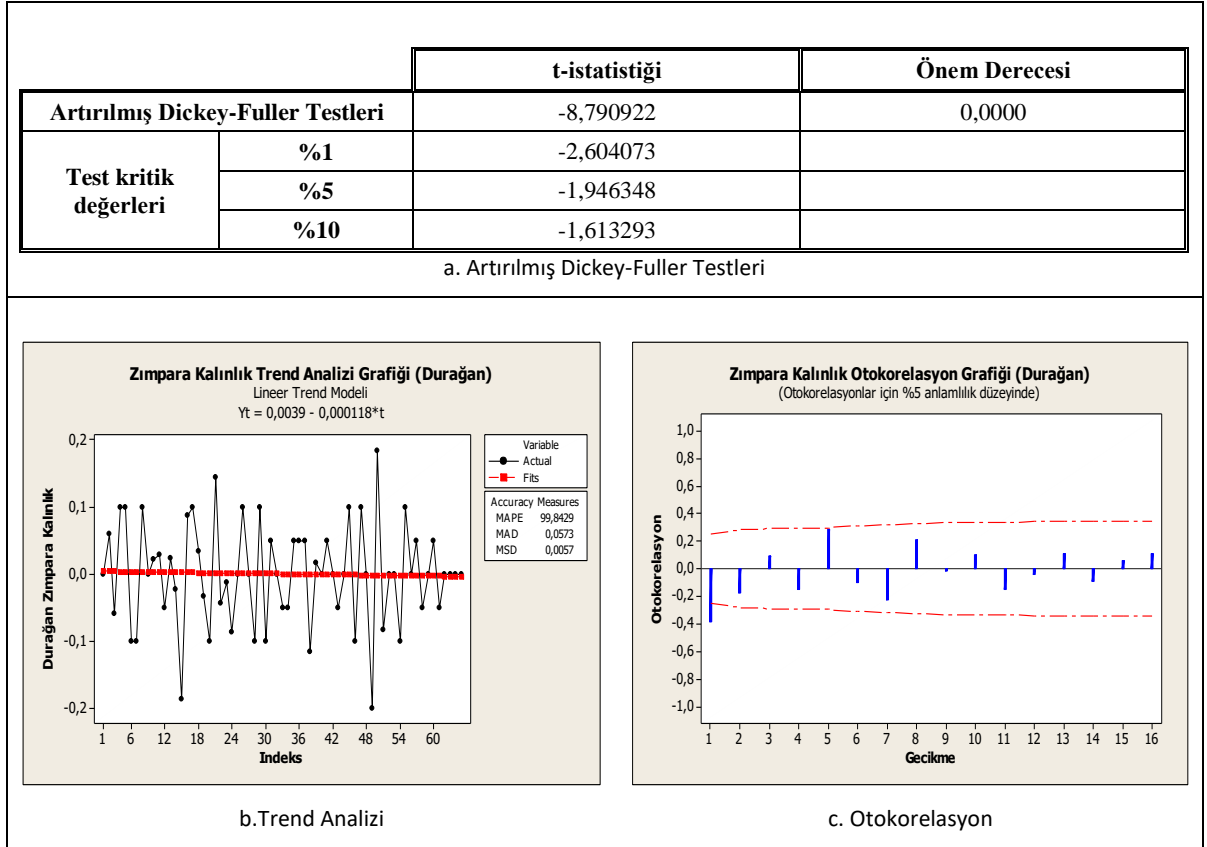 t-istatistiği Önem Derecesi
Artırılmış Dickey-Fuller Testleri -8,790922 0,0000
Test kritik değerleri %1 -2,604073
%5 -1,946348
%10 -1,613293
a. Artırılmış Dickey-Fuller Testleri
Zımpara Kalınlık Trend Analizi Grafiği (Durağan)
Lineer Trend Modeli
Yt = 0,0039 - 0,000118*t
Durağan Zımpara Kalınlık
0,2
0,1
0,0
-0,1
-0,2
1 6 12 18 24 30 36 42 48 54 60
Indeks
Variable
Actual
Fits
Accuracy Measures
MAPE 99,8429
MAD 0,0573
MSD 0,0057
b.Trend Analizi
Zımpara Kalınlık Otokorelasyon Grafiği (Durağan)
(Otokorelasyonlar için %5 anlamlılık düzeyinde)
Otokorelasyon
1,0
0,8
0,6
0,4
0,2
0,0
-0,2
-0,4
-0,6
-0,8
-1,0
1 2 3 4 5 6 7 8 9 10 11 12 13 14 15 16
Gecikme
c. Otokorelasyon